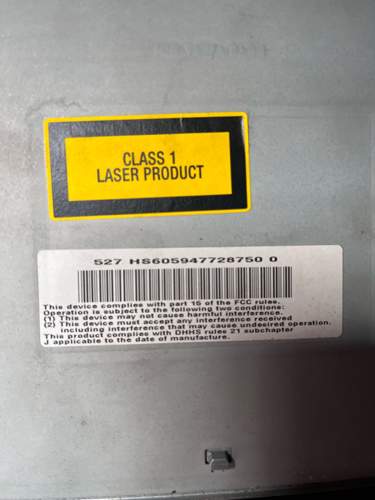 CLASS 1
LASER PRODUCT
527 HS605947728750 0
This device complies with part 15 of the FCC rules.
Operation is subject to the following two conditions:
(1) This device may not cause harmful interference.
(2) This device must accept any interference received
including interference that may cause undesired operation.
This product complies with DHHS rules 21 subchapter
J applicable to the date of manufacture.